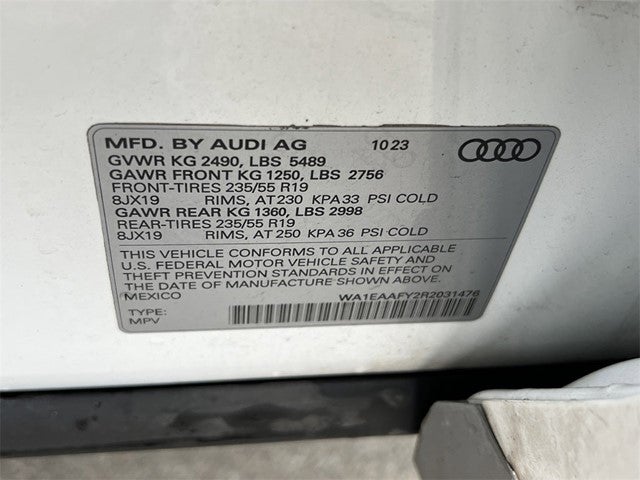 MFD. BY AUDI AG 10 23
GVWR KG 2490, LBS 5489
GAWR FRONT KG 1250, LBS 2756
FRONT-TIRES 235/55 R19
8JX19 RIMS, AT 230 KPA 33 PSI COLD
GAWR REAR KG 1360, LBS 2998
REAR-TIRES 235/55 R19
8JX19 RIMS, AT 250 KPA 36 PSI COLD
THIS VEHICLE CONFORMS TO ALL APPLICABLE
U.S. FEDERAL MOTOR VEHICLE SAFETY AND
THEFT PREVENTION STANDARDS IN EFFECT ON
THE DATE OF MANUFACTURE SHOWN ABOVE.
MEXICO WA1EAAFY2R2031476
TYPE:
MPV